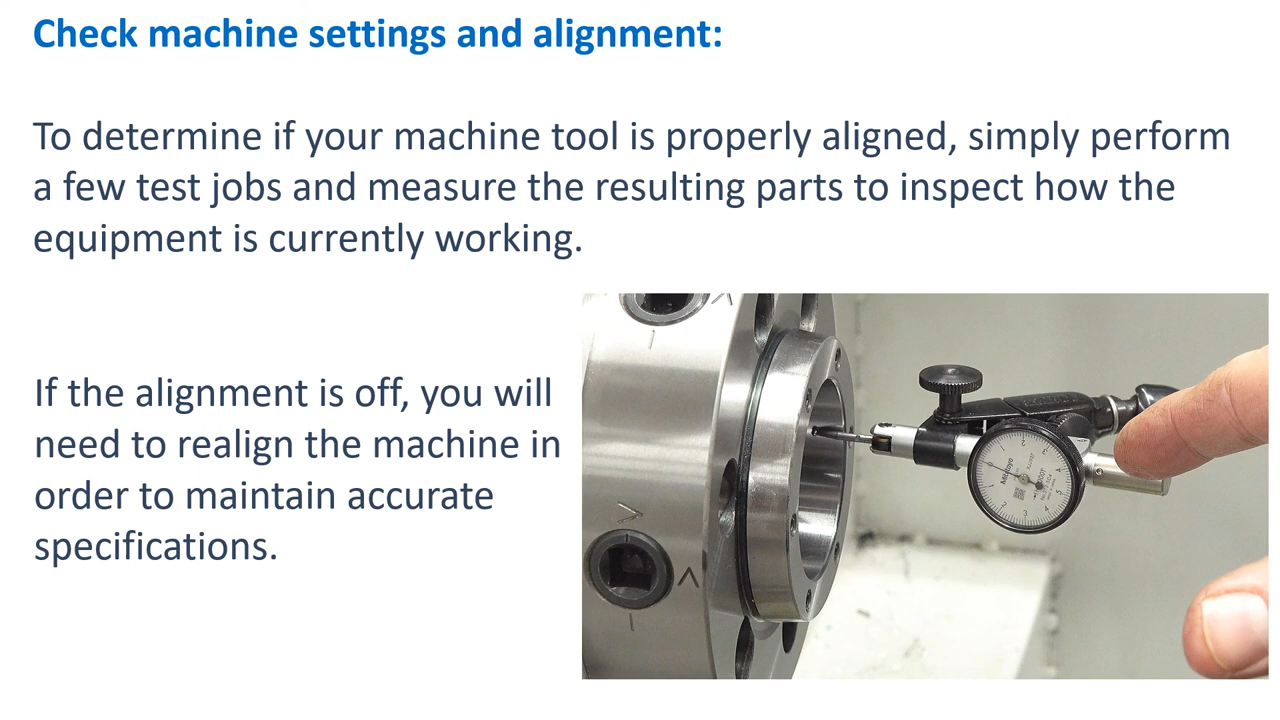 Check machine settings and alignment:
To determine if your machine tool is properly aligned, simply perform
a few test jobs and measure the resulting parts to inspect how the
equipment is currently working.
If the alignment is off, you will
need to realign the machine in
order to maintain accurate
specifications.
Mitutoyo